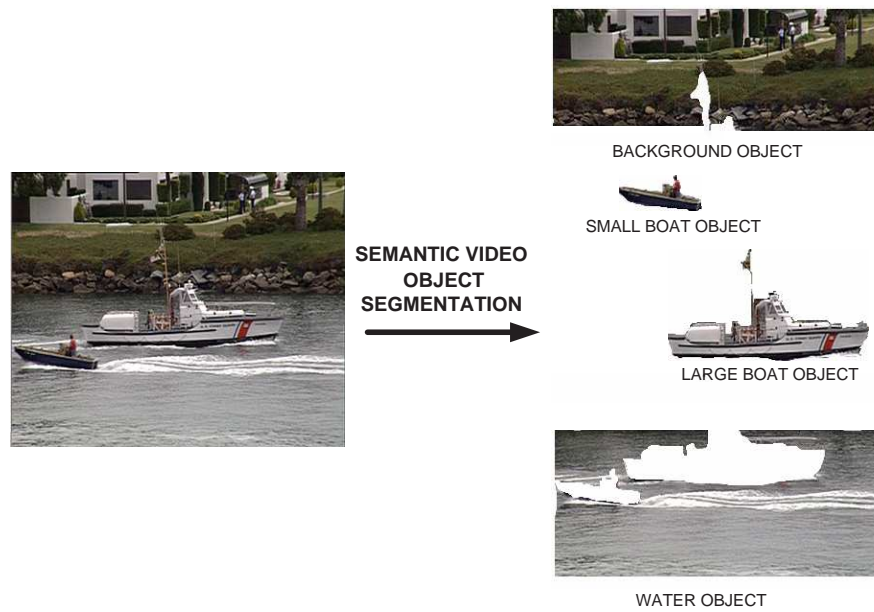 BACKGROUND OBJECT
SMALL BOAT OBJECT
SEMANTIC VIDEO
OBJECT
SEGMENTATION
LARGE BOAT OBJECT
WATER OBJECT